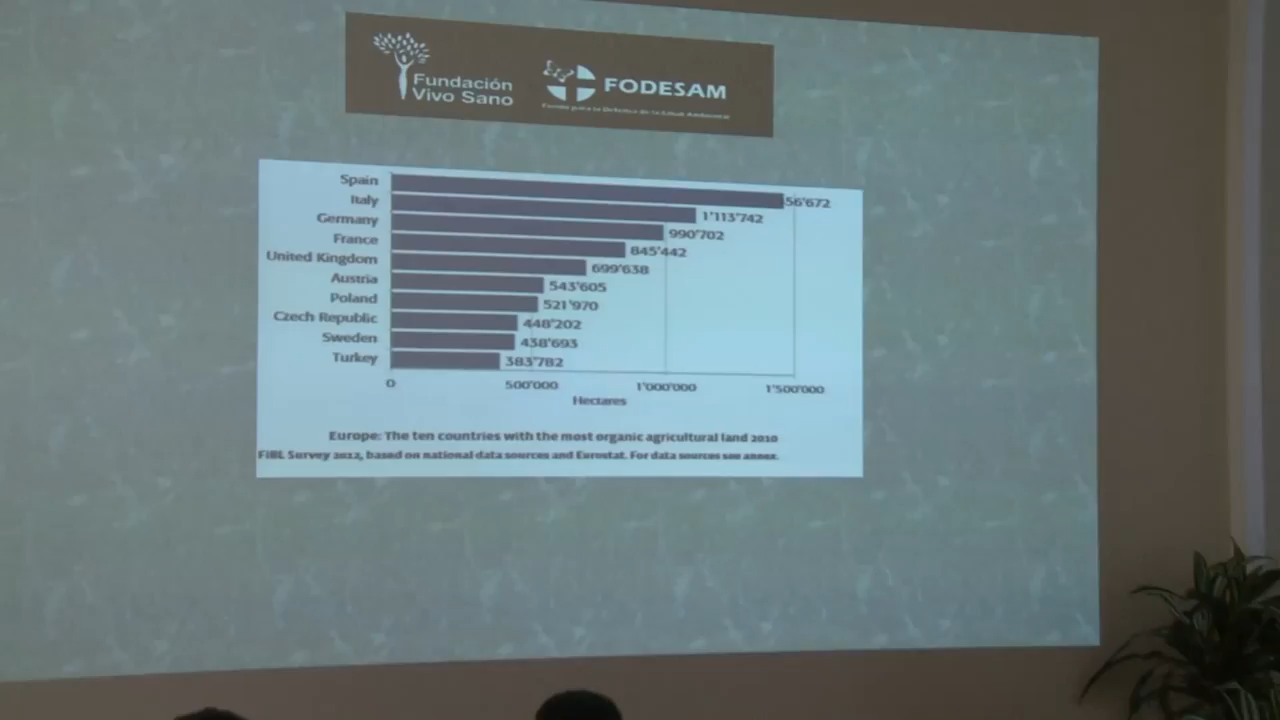 Fundación
Vivo Sano
FODESAM
Spain 56'672
Italy 1'113'742
Germany 990'702
France 845'442
United Kingdom 699'638
Austria 543'605
Poland 521'970
Czech Republic 448'202
Sweden 438'693
Turkey 383'782
0 500'000 1'000'000 1'500'000
Hectares
Europe: The ten countries with the most organic agricultural land 2010
FiBL Survey 2012, based on national data sources and Eurostat. For data sources see annex.